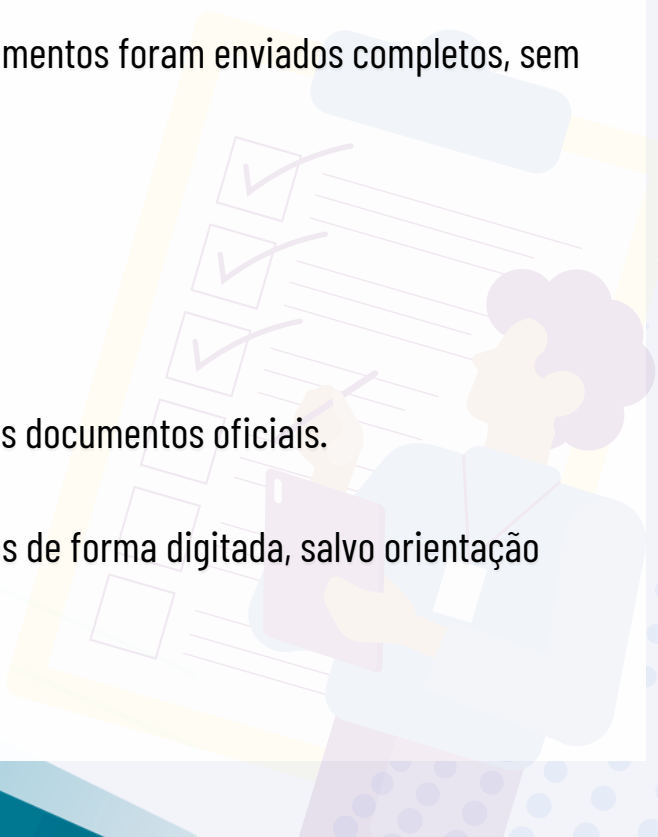 mentos foram enviados completos, sem
s documentos oficiais.
s de forma digitada, salvo orientação